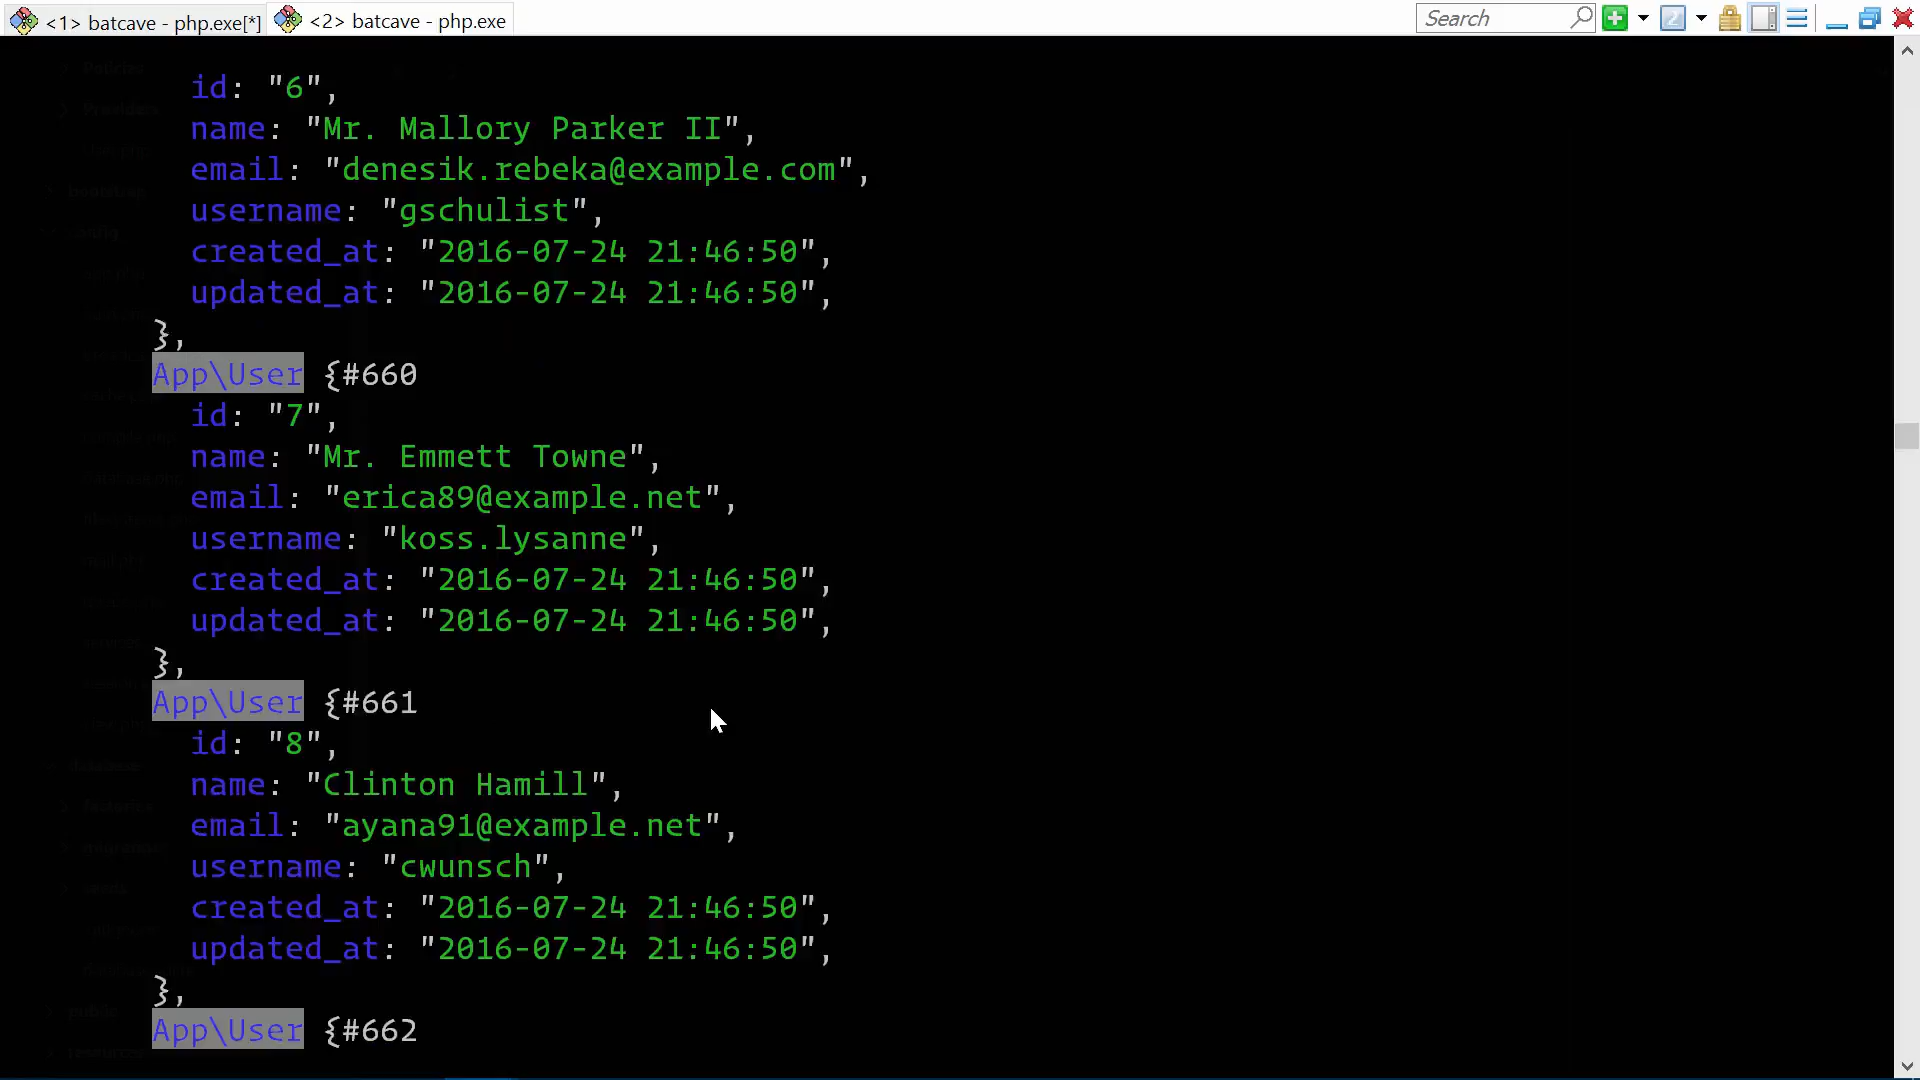 <1> batcave - php.exe[*] <2> batcave - php.exe Search
id: "6",
name: "Mr. Mallory Parker II",
email: "denesik.rebeka@example.com",
username: "gschulist",
created_at: "2016-07-24 21:46:50",
updated_at: "2016-07-24 21:46:50",
},
App\User {#660
id: "7",
name: "Mr. Emmett Towne",
email: "erica89@example.net",
username: "koss.lysanne",
created_at: "2016-07-24 21:46:50",
updated_at: "2016-07-24 21:46:50",
},
App\User {#661
id: "8",
name: "Clinton Hamill",
email: "ayana91@example.net",
username: "cwunsch",
created_at: "2016-07-24 21:46:50",
updated_at: "2016-07-24 21:46:50",
},
App\User {#662